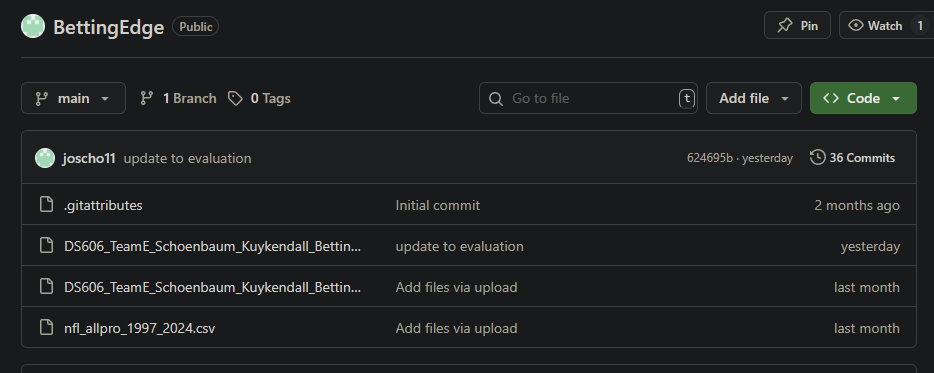 BettingEdge Public Pin Watch 1
main 1 Branch 0 Tags Go to file t Add file Code
joscho11 update to evaluation 624695b · yesterday 36 Commits
.gitattributes Initial commit 2 months ago
DS606_TeamE_Schoenbaum_Kuykendall_Bettin... update to evaluation yesterday
DS606_TeamE_Schoenbaum_Kuykendall_Bettin... Add files via upload last month
nfl_allpro_1997_2024.csv Add files via upload last month